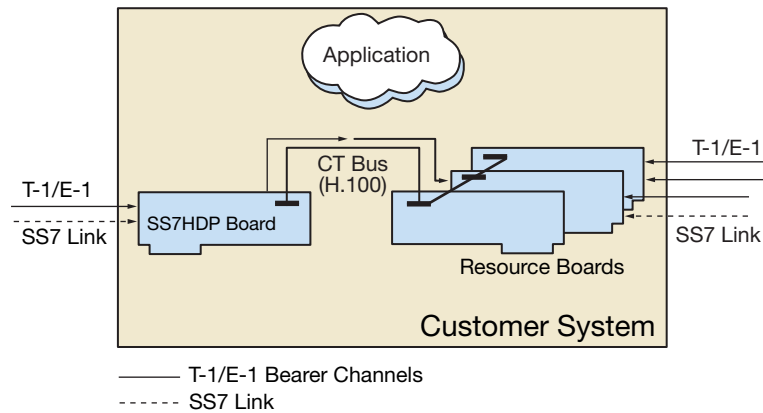 Application
T-1/E-1
CT Bus
(H.100)
T-1/E-1
SS7HDP Board
SS7 Link
SS7 Link
Resource Boards
Customer System
T-1/E-1 Bearer Channels
SS7 Link